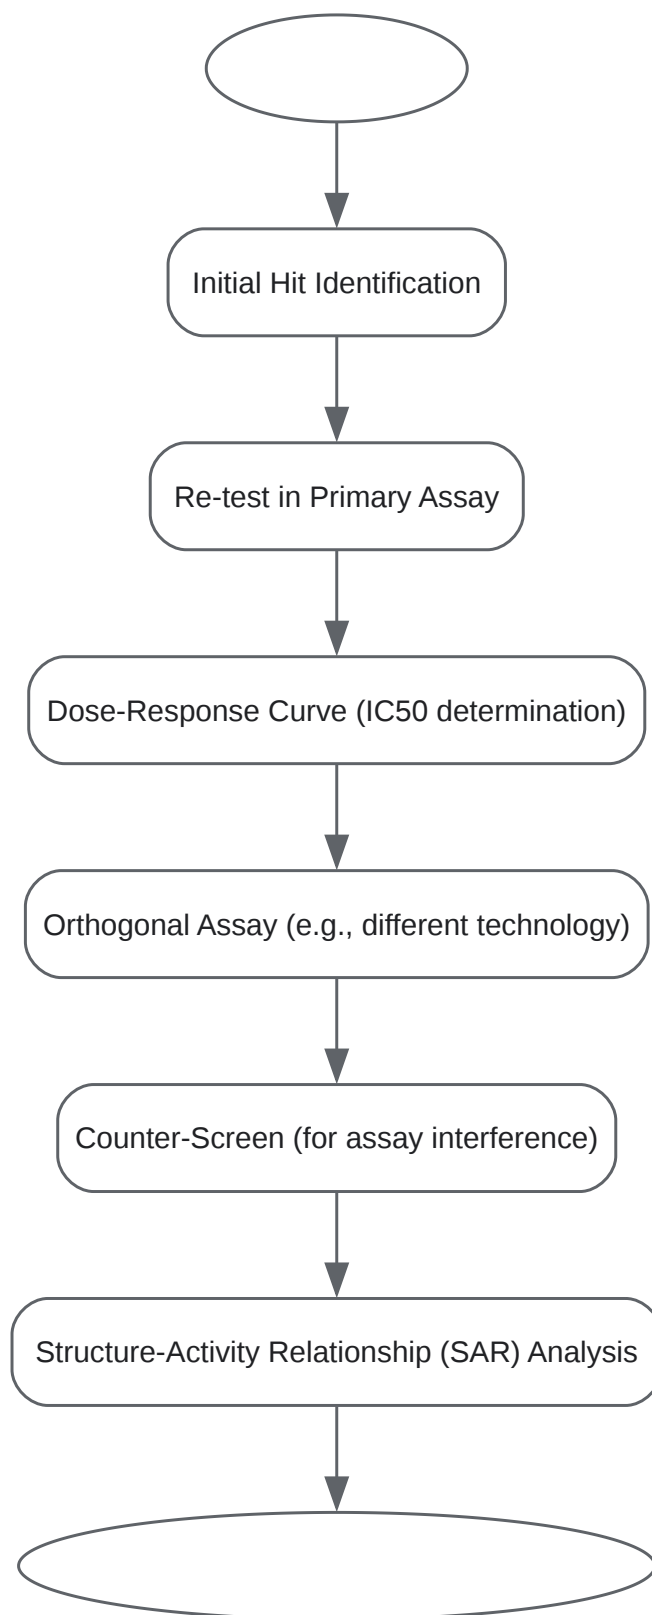 Initial Hit Identification
Re-test in Primary Assay
Dose-Response Curve (IC50 determination)
Orthogonal Assay (e.g., different technology)
Counter-Screen (for assay interference)
Structure-Activity Relationship (SAR) Analysis